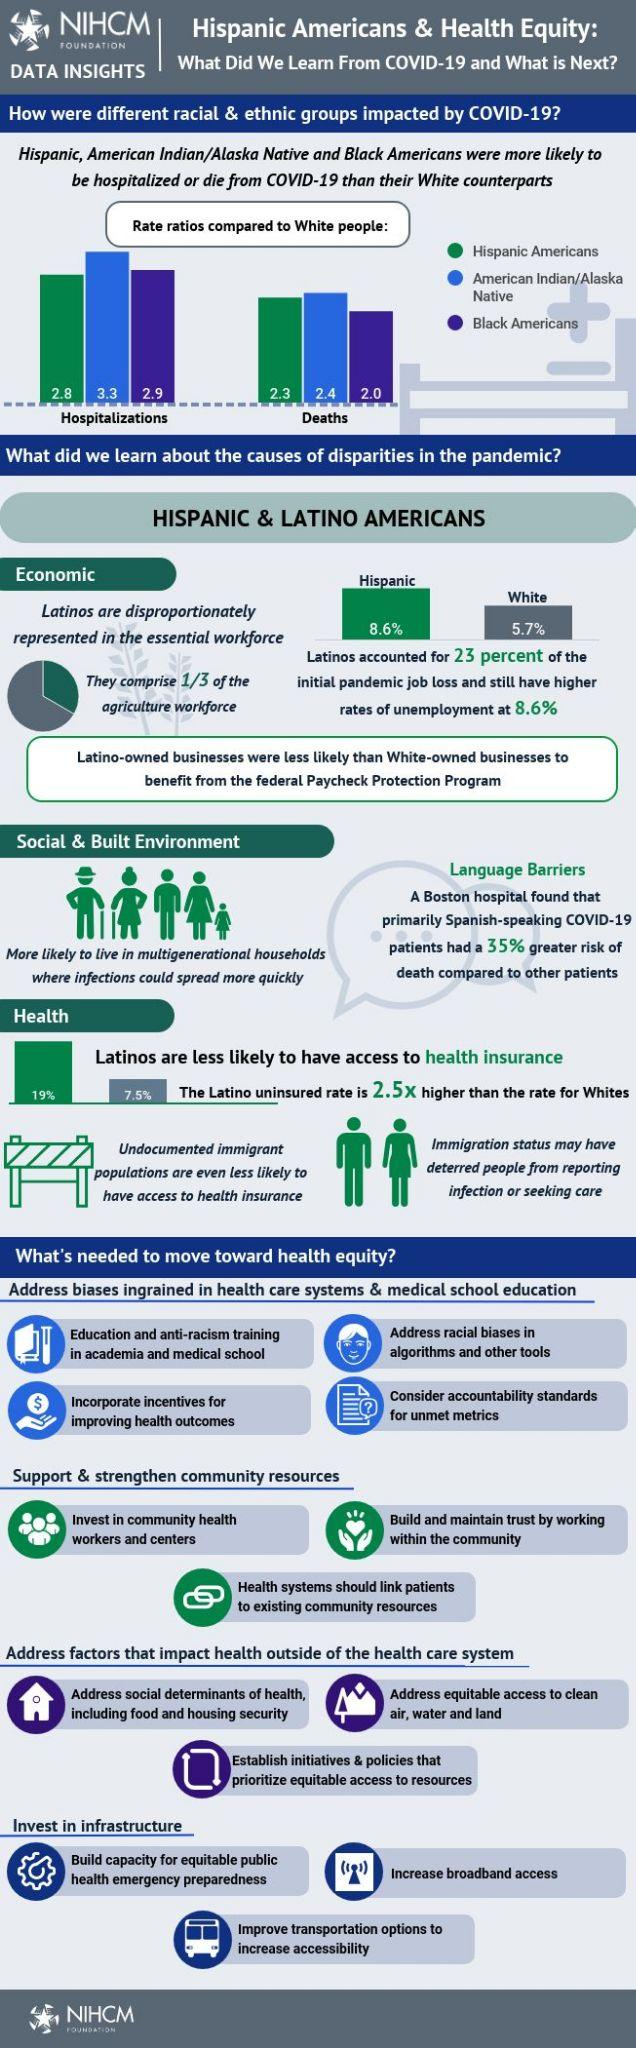 NIHCM
FOUNDATION
DATA INSIGHTS
Hispanic Americans & Health Equity:
What Did We Learn From COVID-19 and What is Next?
How were different racial & ethnic groups impacted by COVID-19?
Hispanic, American Indian/Alaska Native and Black Americans were more likely to
be hospitalized or die from COVID-19 than their White counterparts
Rate ratios compared to White people:
Hispanic Americans
American Indian/Alaska
Native
Black Americans
2.8 3.3 2.9
2.3 2.4 2.0
Hospitalizations
Deaths
What did we learn about the causes of disparities in the pandemic?
HISPANIC & LATINO AMERICANS
Economic
Latinos are disproportionately
represented in the essential workforce
They comprise 1/3 of the
agriculture workforce
Hispanic
White
8.6%
5.7%
Latinos accounted for 23 percent of the
initial pandemic job loss and still have higher
rates of unemployment at 8.6%
Latino-owned businesses were less likely than White-owned businesses to
benefit from the federal Paycheck Protection Program
Social & Built Environment
More likely to live in multigenerational households
where infections could spread more quickly
Language Barriers
A Boston hospital found that
primarily Spanish-speaking COVID-19
patients had a 35% greater risk of
death compared to other patients
Health
Latinos are less likely to have access to health insurance
19%
7.5%
The Latino uninsured rate is 2.5x higher than the rate for Whites
Undocumented immigrant
populations are even less likely to
have access to health insurance
Immigration status may have
deterred people from reporting
infection or seeking care
What's needed to move toward health equity?
Address biases ingrained in health care systems & medical school education
Education and anti-racism training
in academia and medical school
Address racial biases in
algorithms and other tools
Incorporate incentives for
improving health outcomes
Consider accountability standards
for unmet metrics
Support & strengthen community resources
Invest in community health
workers and centers
Build and maintain trust by working
within the community
Health systems should link patients
to existing community resources
Address factors that impact health outside of the health care system
Address social determinants of health,
including food and housing security
Address equitable access to clean
air, water and land
Establish initiatives & policies that
prioritize equitable access to resources
Invest in infrastructure
Build capacity for equitable public
health emergency preparedness
Increase broadband access
Improve transportation options to
increase accessibility
NIHCM
FOUNDATION